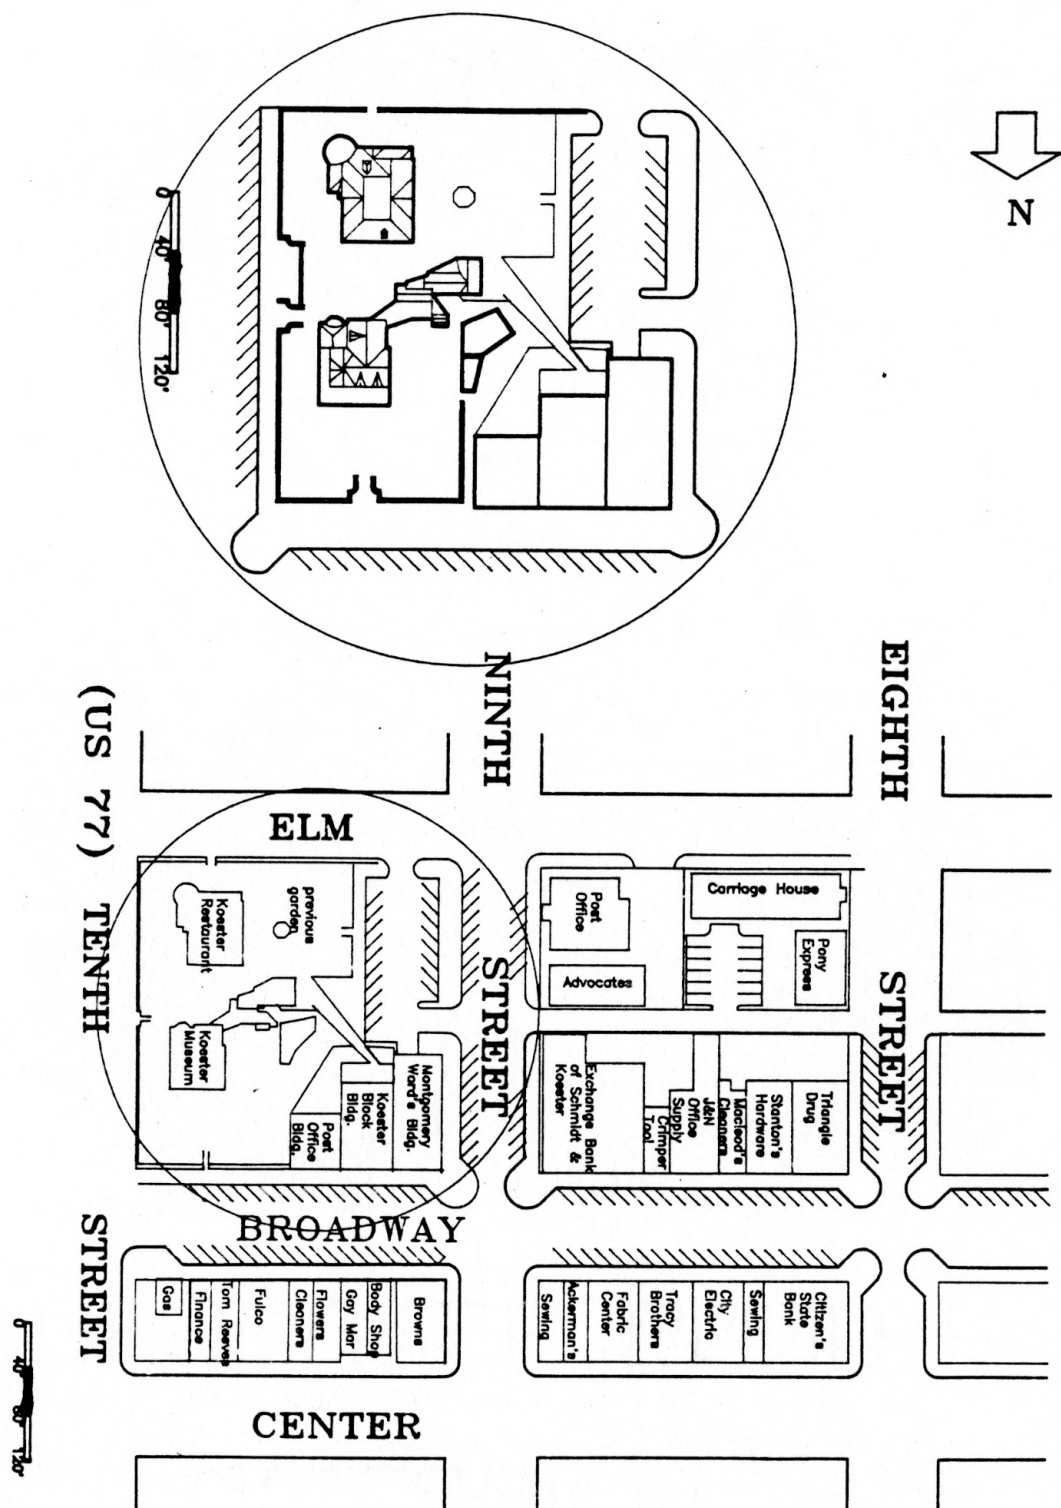 N
0 40' 80' 120'
NINTH
STREET
EIGHTH
STREET
(US 77) TENTH
STREET
ELM
previous
garden
Koester
Restaurant
Koester
Museum
Montgomery
Ward's Bldg.
Koester
Block
Bldg.
Post
Office
Bldg.
Post
Office
Advocates
Carriage House
Pony
Express
Exchange Bank
of Schmidt &
Koester
Crimper
Tool
J&N
Office
Supply
Macleod's
Cleaners
Stanton's
Hardware
Triangle
Drug
BROADWAY
Gas
Finance
Tom Reeves
Fulco
Cleaners
Flowers
Gay Mar
Body Shop
Browns
Sewing
Ackerman's
Fabric
Center
Tracy
Brothers
City
Electric
Sewing
Citizen's
State
Bank
CENTER
0 40' 80' 120'